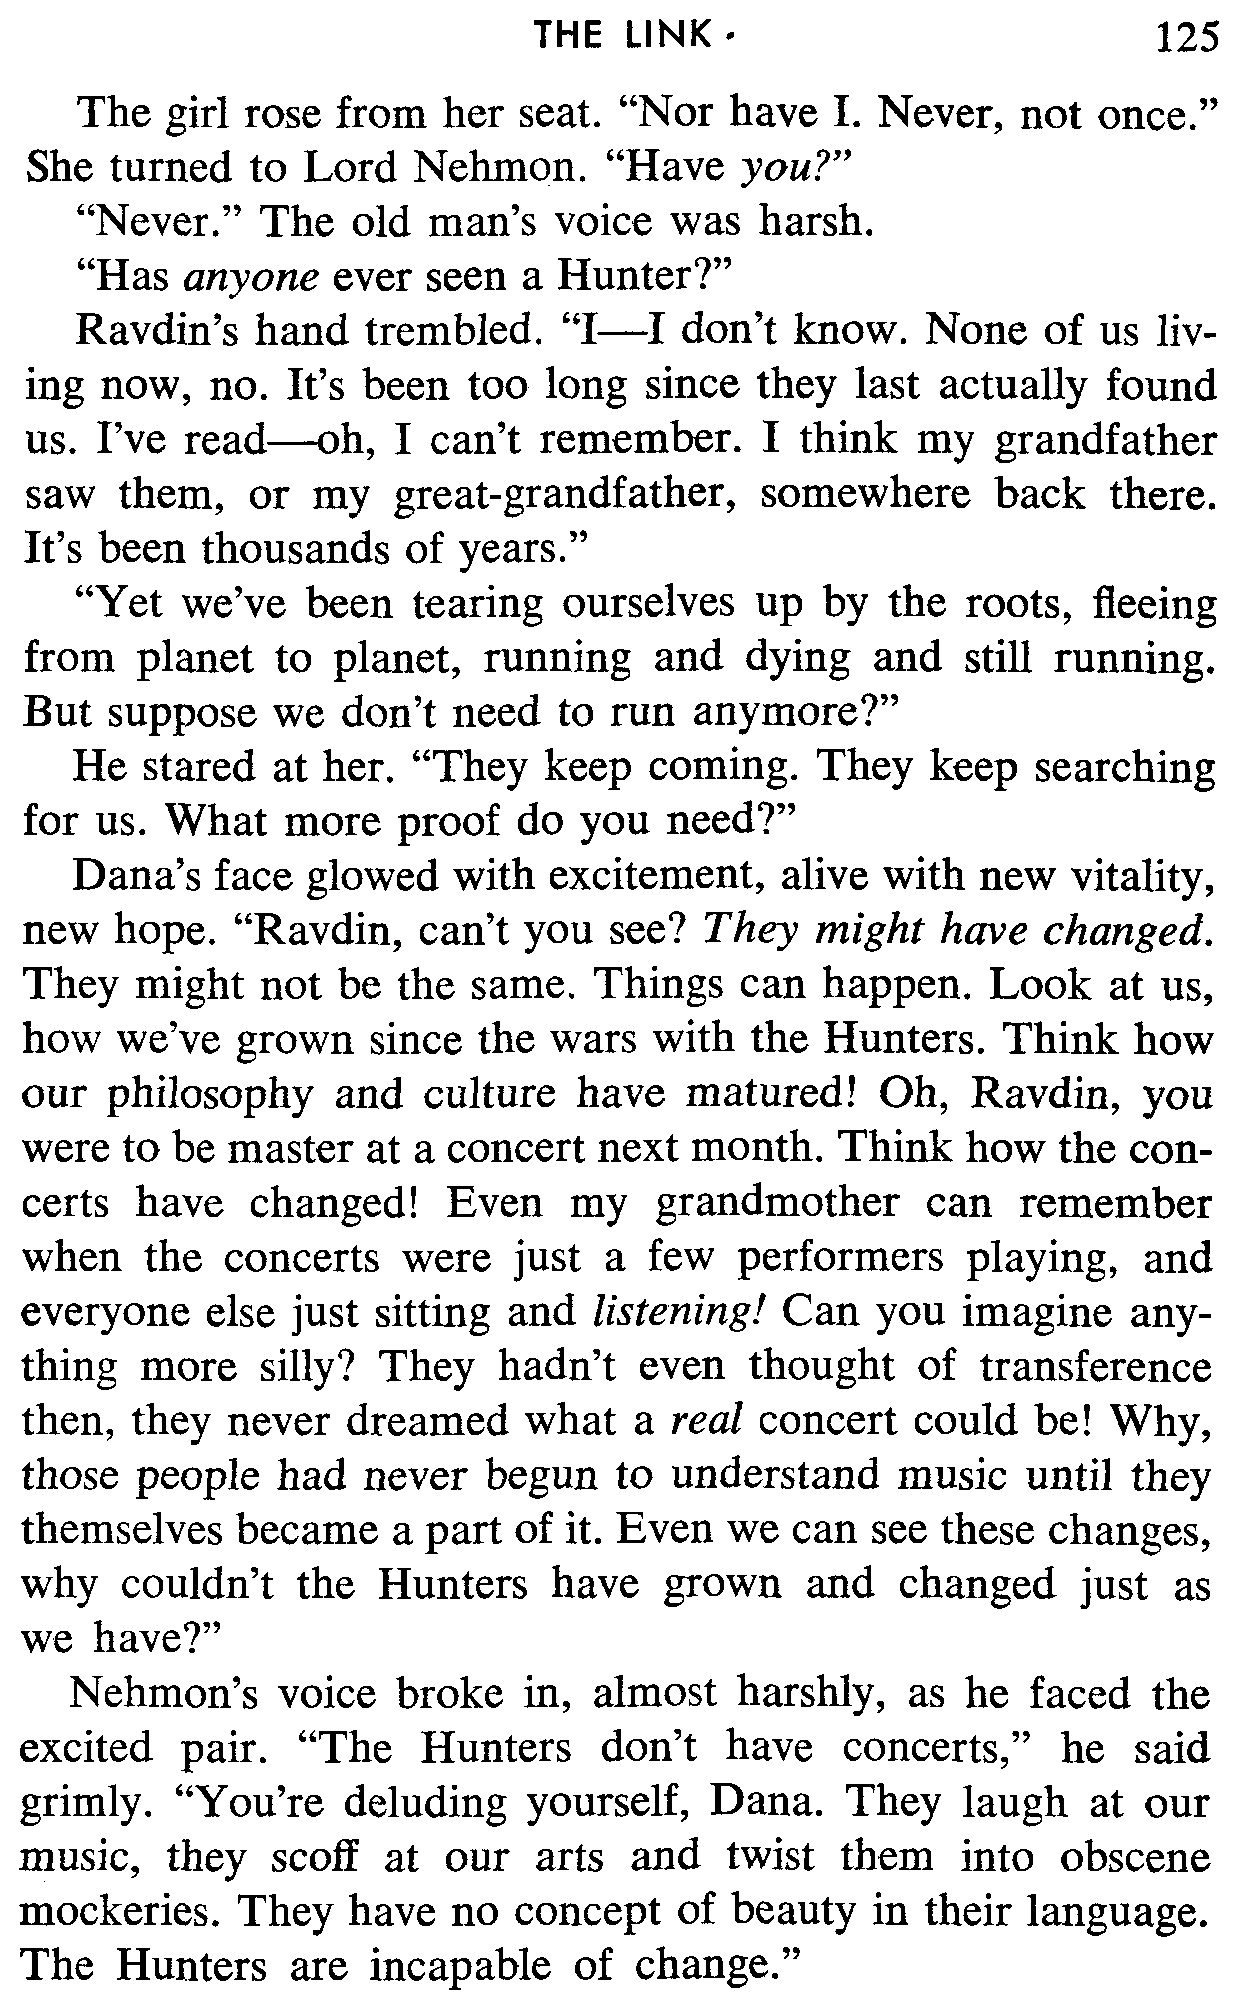 THE LINK · 125
The girl rose from her seat. “Nor have I. Never, not once.”
She turned to Lord Nehmon. “Have you?”
“Never.” The old man’s voice was harsh.
“Has anyone ever seen a Hunter?”
Ravdin’s hand trembled. “I—I don’t know. None of us liv-
ing now, no. It’s been too long since they last actually found
us. I’ve read—oh, I can’t remember. I think my grandfather
saw them, or my great-grandfather, somewhere back there.
It’s been thousands of years.”
“Yet we’ve been tearing ourselves up by the roots, fleeing
from planet to planet, running and dying and still running.
But suppose we don’t need to run anymore?”
He stared at her. “They keep coming. They keep searching
for us. What more proof do you need?”
Dana’s face glowed with excitement, alive with new vitality,
new hope. “Ravdin, can’t you see? They might have changed.
They might not be the same. Things can happen. Look at us,
how we’ve grown since the wars with the Hunters. Think how
our philosophy and culture have matured! Oh, Ravdin, you
were to be master at a concert next month. Think how the con-
certs have changed! Even my grandmother can remember
when the concerts were just a few performers playing, and
everyone else just sitting and listening! Can you imagine any-
thing more silly? They hadn’t even thought of transference
then, they never dreamed what a real concert could be! Why,
those people had never begun to understand music until they
themselves became a part of it. Even we can see these changes,
why couldn’t the Hunters have grown and changed just as
we have?”
Nehmon’s voice broke in, almost harshly, as he faced the
excited pair. “The Hunters don’t have concerts,” he said
grimly. “You’re deluding yourself, Dana. They laugh at our
music, they scoff at our arts and twist them into obscene
mockeries. They have no concept of beauty in their language.
The Hunters are incapable of change.”